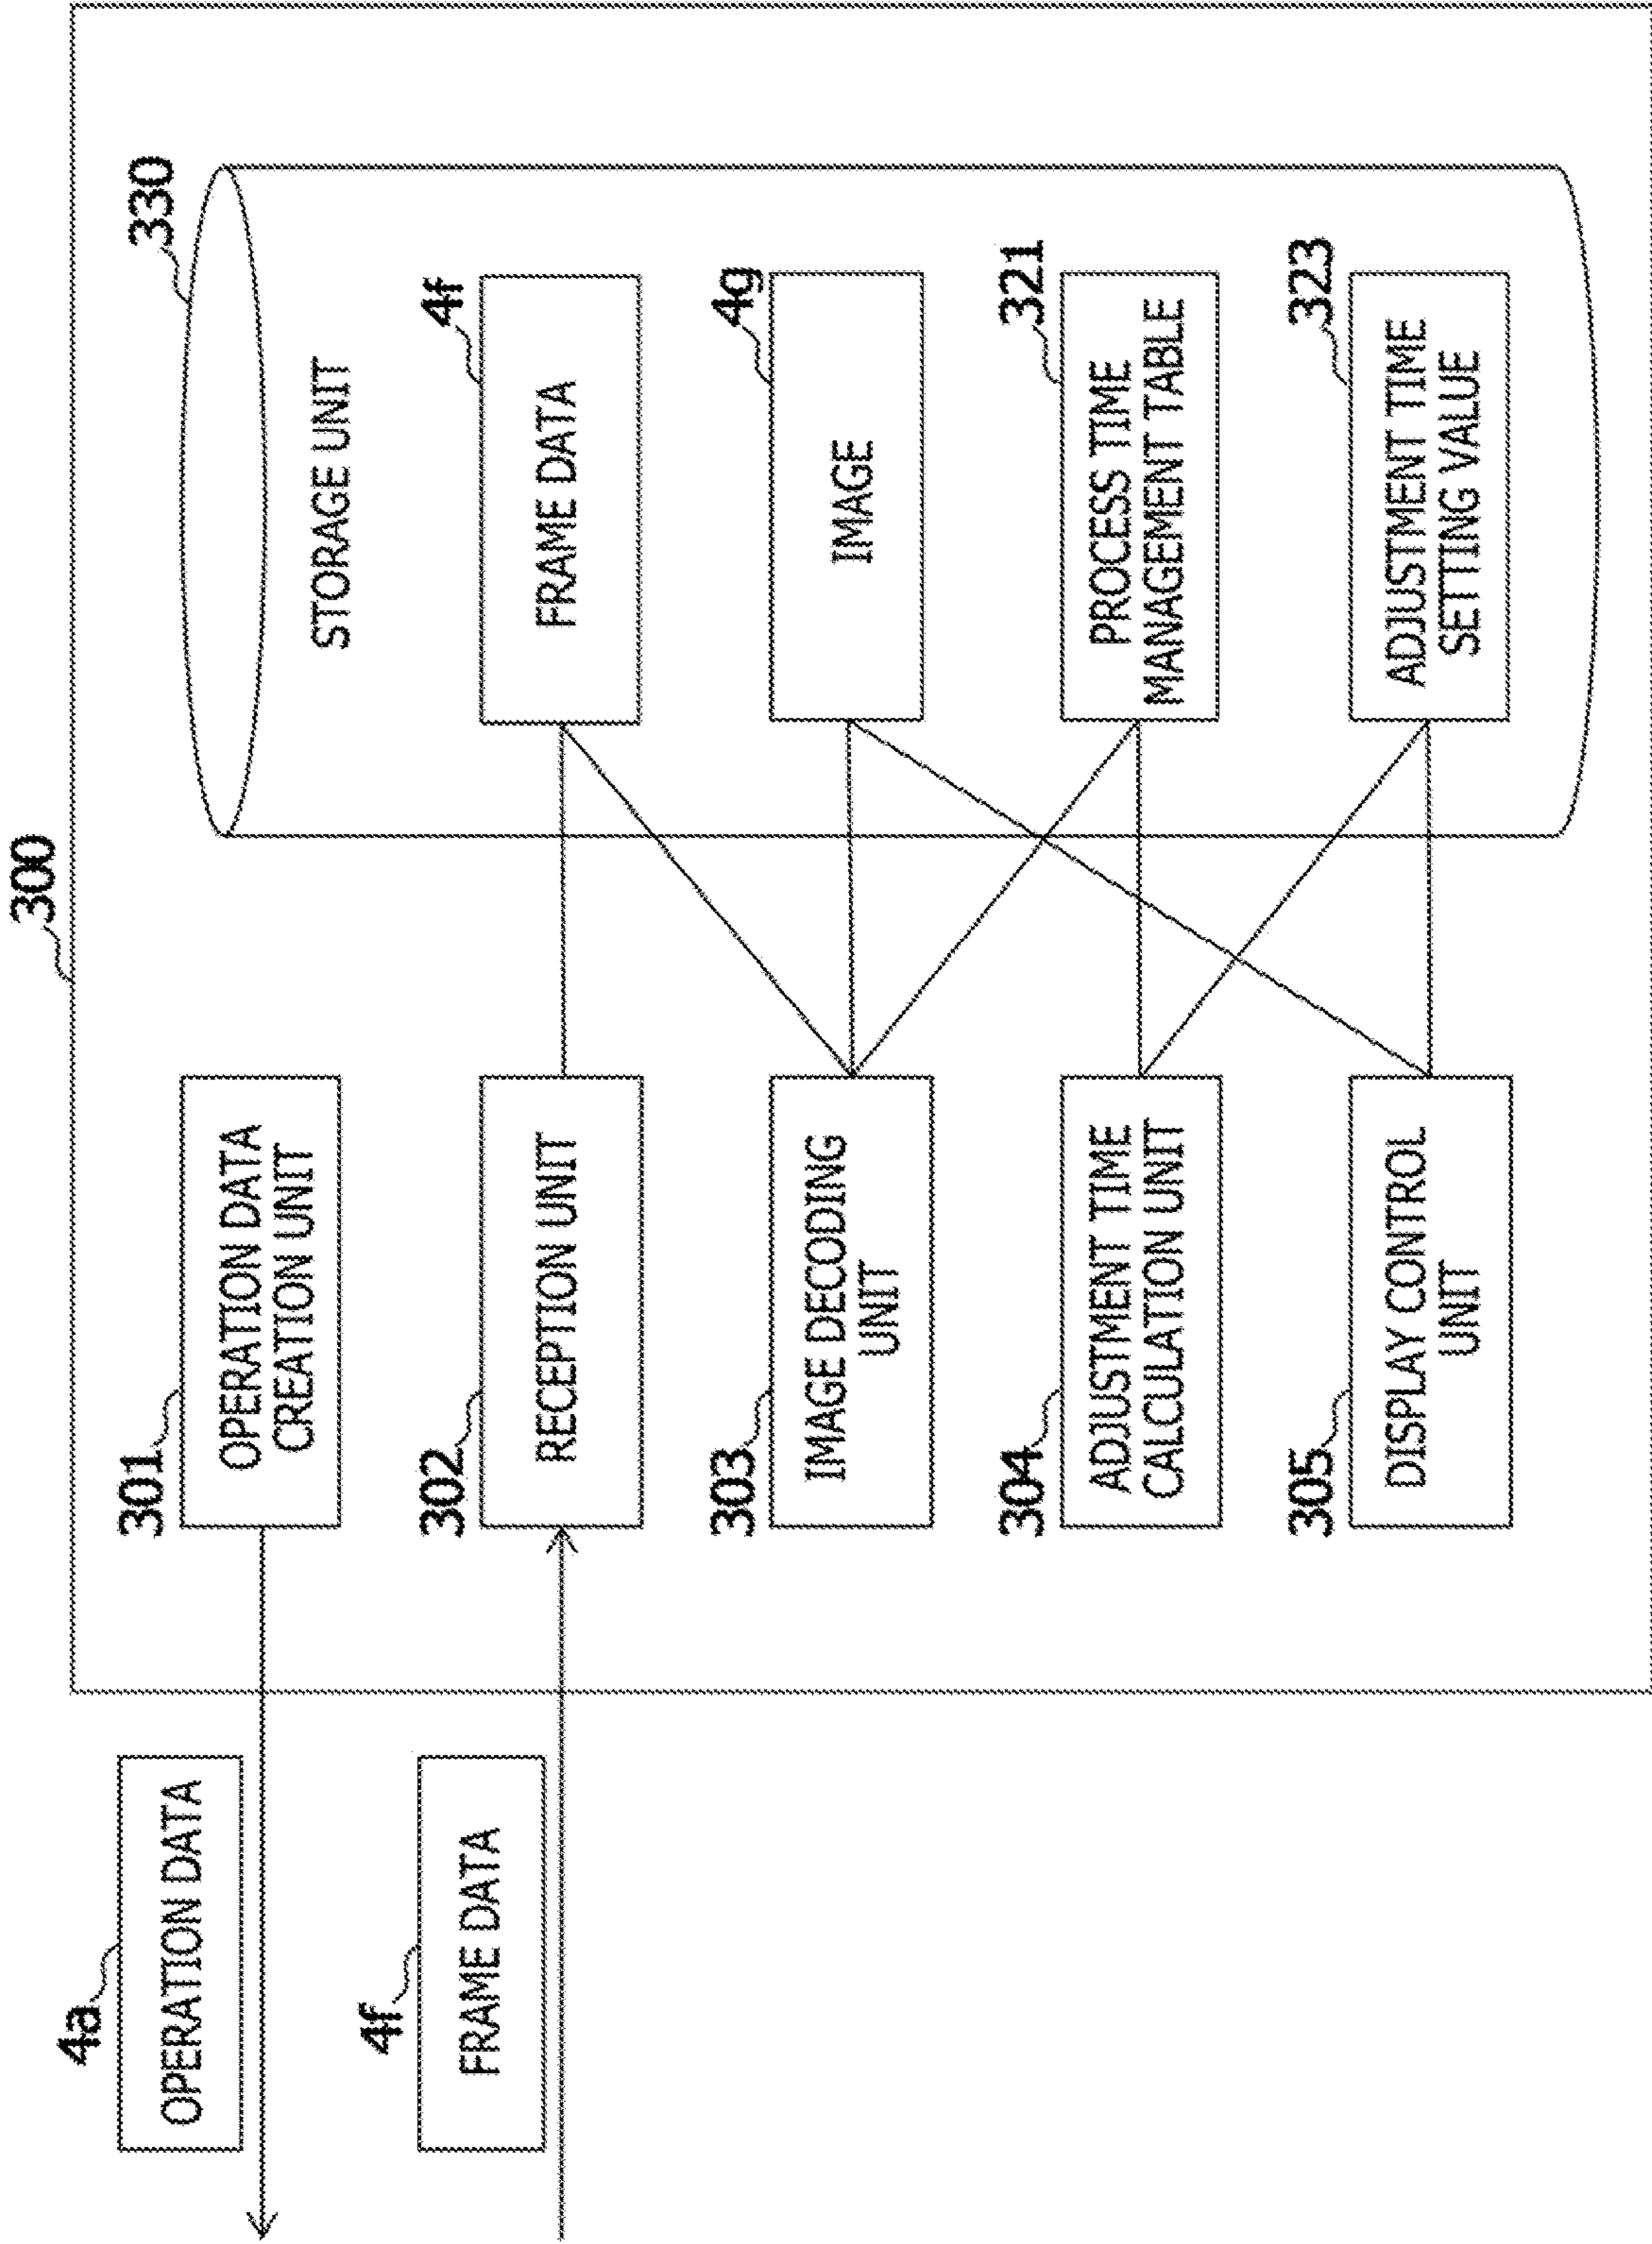 300
330
STORAGE UNIT
4a
OPERATION DATA
301
OPERATION DATA
CREATION UNIT
4f
FRAME DATA
302
RECEPTION UNIT
4f
FRAME DATA
303
IMAGE DECODING
UNIT
4g
IMAGE
304
ADJUSTMENT TIME
CALCULATION UNIT
321
PROCESS TIME
MANAGEMENT TABLE
305
DISPLAY CONTROL
UNIT
323
ADJUSTMENT TIME
SETTING VALUE